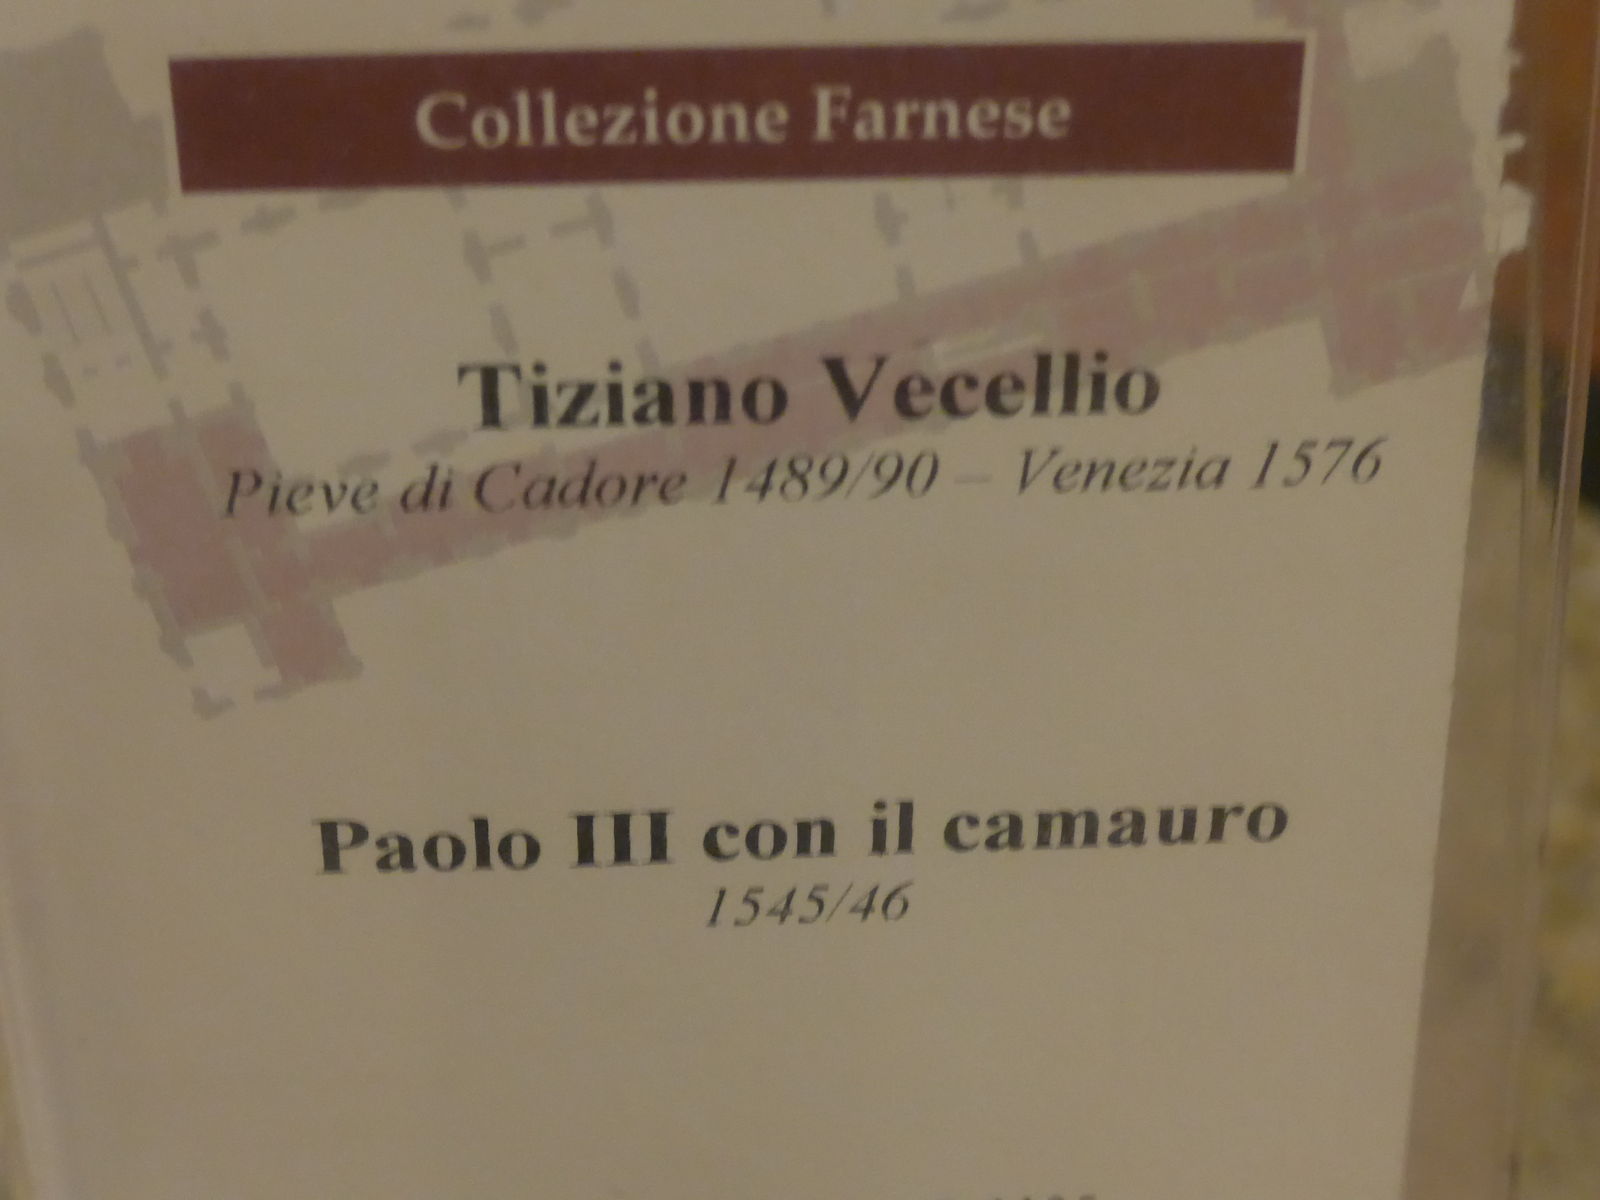 Collezione Farnese
Tiziano Vecellio
Pieve di Cadore 1489/90 – Venezia 1576
Paolo III con il camauro
1545/46